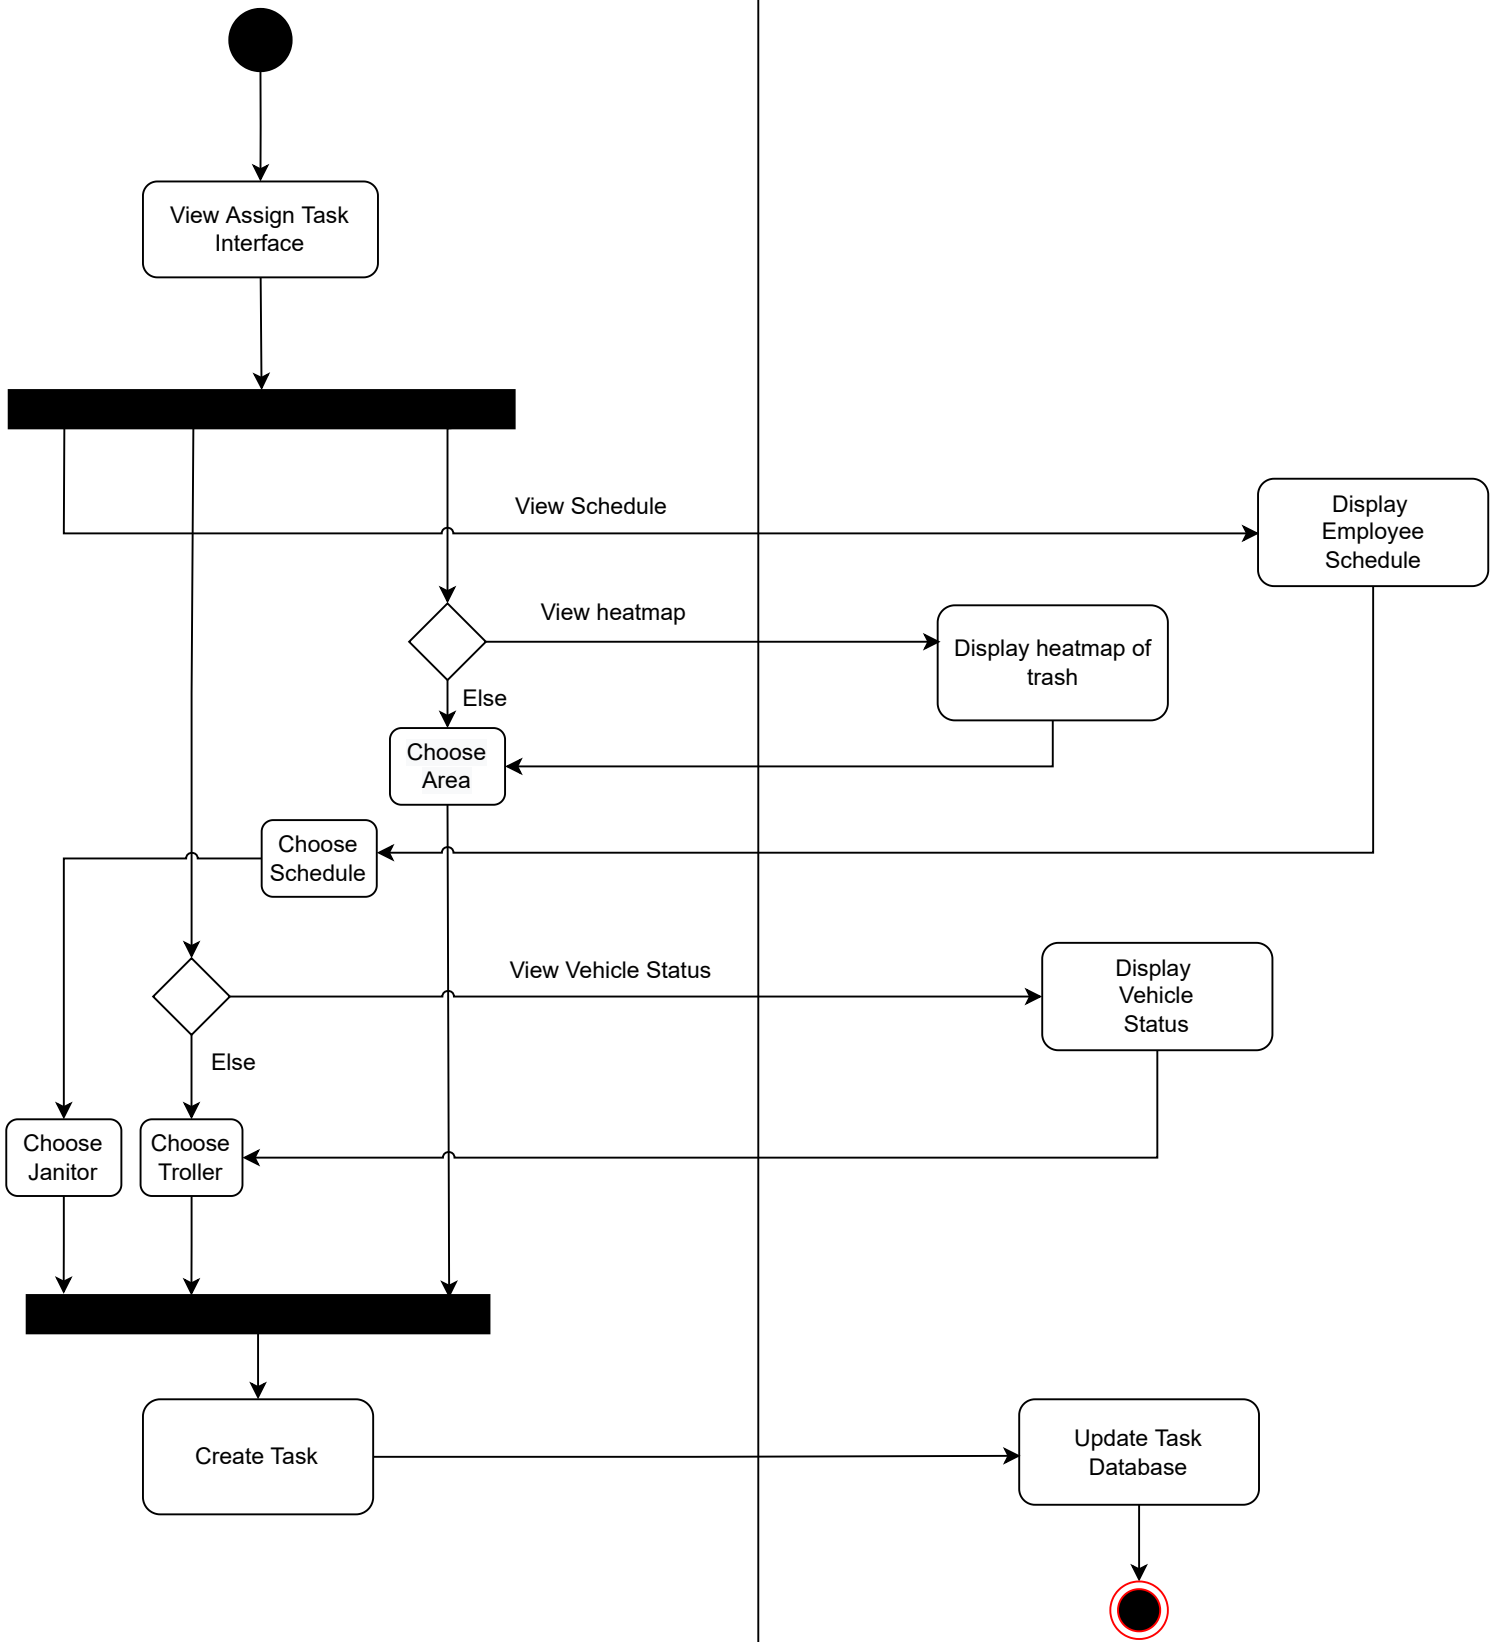 View Assign Task
Interface
View Schedule
Display
Employee
Schedule
View heatmap
Display heatmap of
trash
Else
Choose
Area
Choose
Schedule
View Vehicle Status
Display
Vehicle
Status
Else
Choose
Janitor
Choose
Troller
Create Task
Update Task
Database